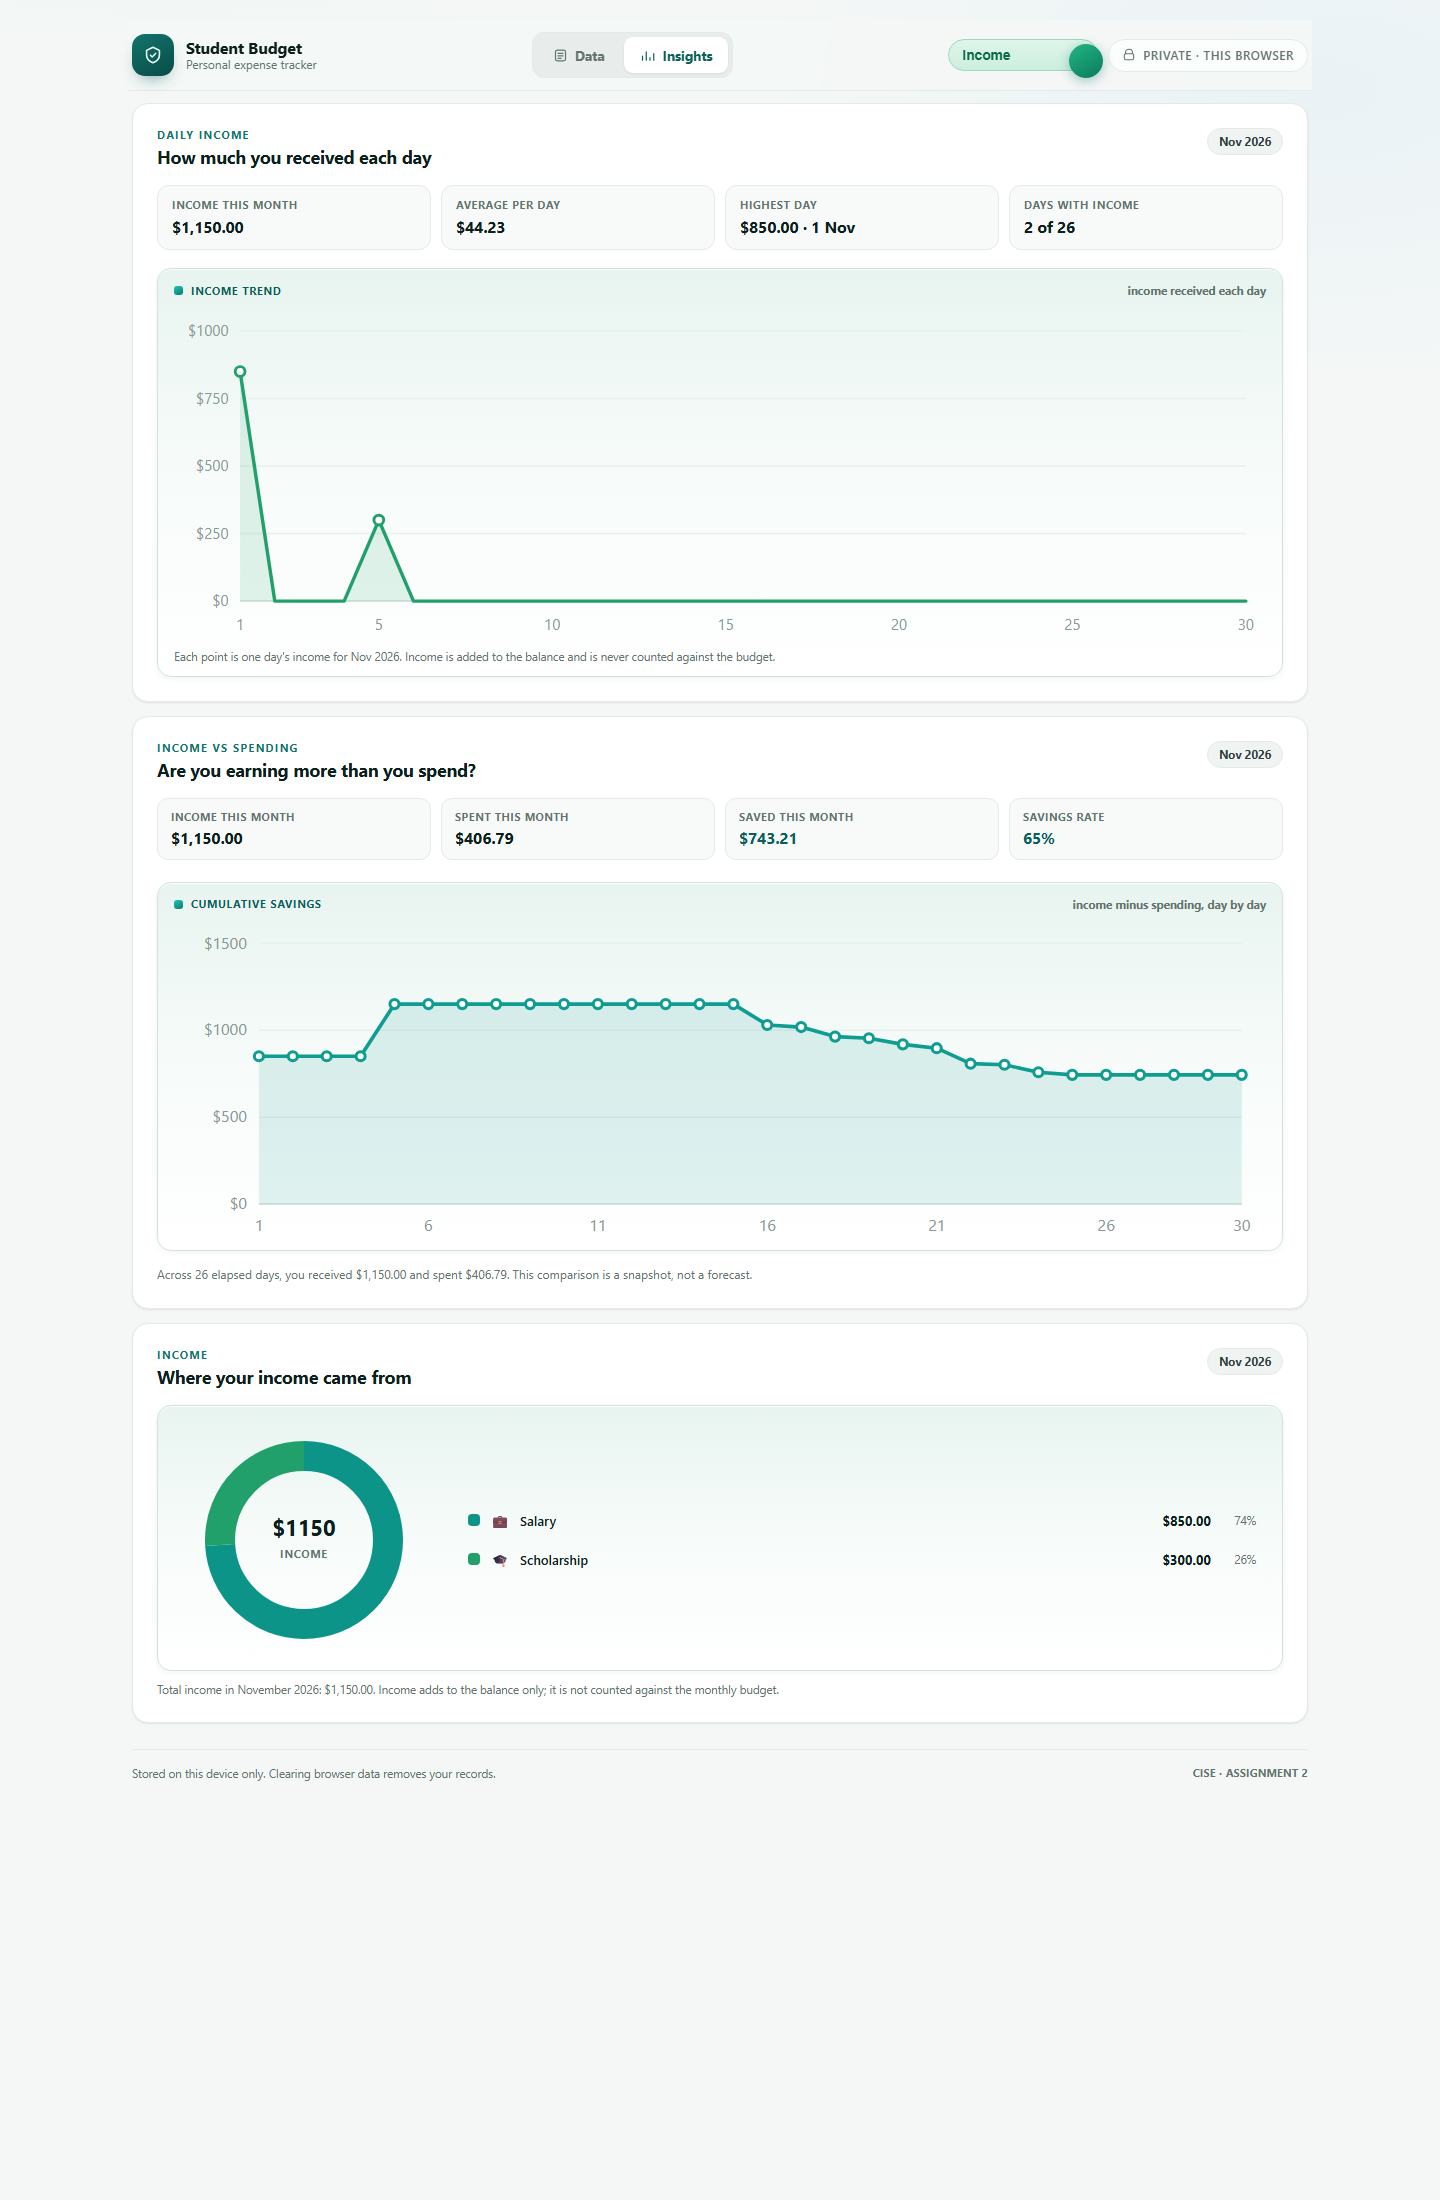 Student Budget
Personal expense tracker
Data
Insights
Income
PRIVATE · THIS BROWSER
DAILY INCOME
How much you received each day
Nov 2026
INCOME THIS MONTH
$1,150.00
AVERAGE PER DAY
$44.23
HIGHEST DAY
$850.00 · 1 Nov
DAYS WITH INCOME
2 of 26
INCOME TREND
income received each day
$1000
$750
$500
$250
$0
1 5 10 15 20 25 30
Each point is one day's income for Nov 2026. Income is added to the balance and is never counted against the budget.
INCOME VS SPENDING
Are you earning more than you spend?
Nov 2026
INCOME THIS MONTH
$1,150.00
SPENT THIS MONTH
$406.79
SAVED THIS MONTH
$743.21
SAVINGS RATE
65%
CUMULATIVE SAVINGS
income minus spending, day by day
$1500
$1000
$500
$0
1 6 11 16 21 26 30
Across 26 elapsed days, you received $1,150.00 and spent $406.79. This comparison is a snapshot, not a forecast.
INCOME
Where your income came from
Nov 2026
$1150
INCOME
Salary $850.00 74%
Scholarship $300.00 26%
Total income in November 2026: $1,150.00. Income adds to the balance only; it is not counted against the monthly budget.
Stored on this device only. Clearing browser data removes your records.
CISE · ASSIGNMENT 2